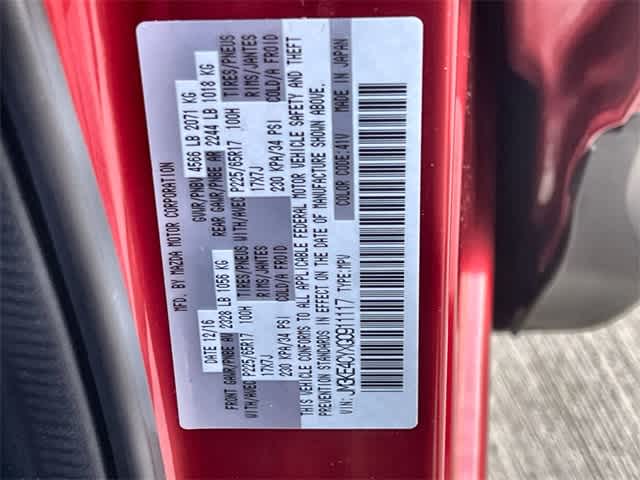 MFD. BY MAZDA MOTOR CORPORATION
DATE 12/16 GVWR/PNBV 4566 LB 2071 KG
FRONT GAWR/PNBE AV 2328 LB 1056 KG REAR GAWR/PNBE AR 2244 LB 1018 KG
WITH/AVEC P225/65R17 100H TIRES/PNEUS WITH/AVEC P225/65R17 100H TIRES/PNEUS
17X7J RIMS/JANTES 17X7J RIMS/JANTES
230 KPA/34 PSI COLD/A FROID 230 KPA/34 PSI COLD/A FROID
THIS VEHICLE CONFORMS TO ALL APPLICABLE FEDERAL MOTOR VEHICLE SAFETY AND THEFT
PREVENTION STANDARDS IN EFFECT ON THE DATE OF MANUFACTURE SHOWN ABOVE.
VIN: JM3KE4CYXG0911117 TYPE: MPV COLOR CODE: 41V MADE IN JAPAN